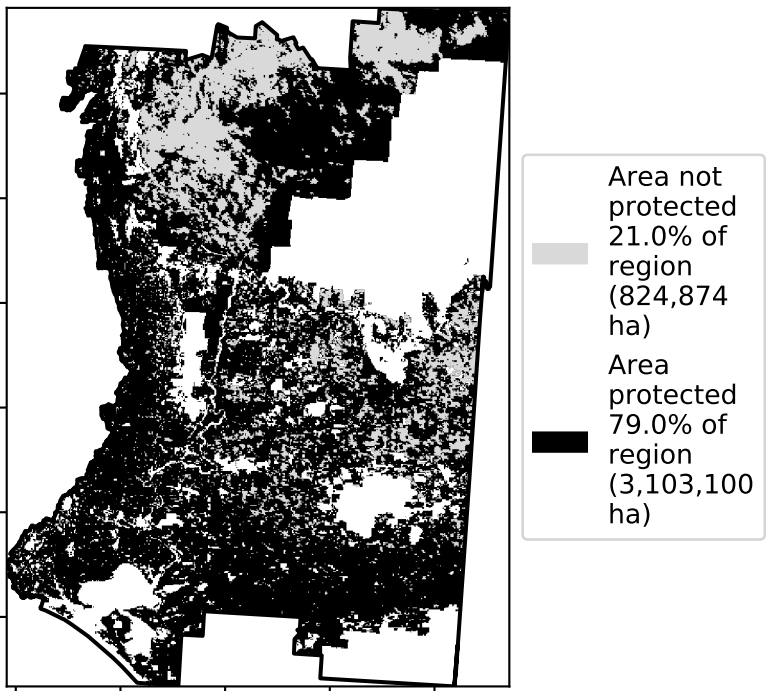 Area not
protected
21.0% of
region
(824,874
ha)
Area
protected
79.0% of
region
(3,103,100
ha)